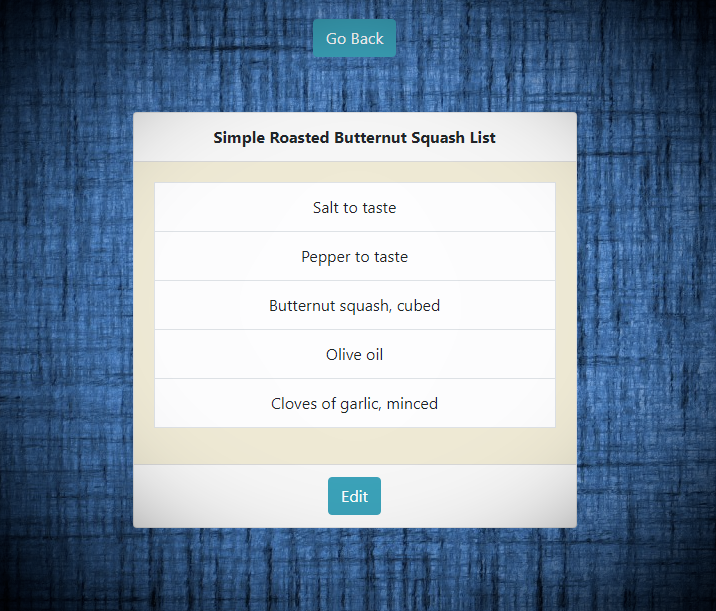 Go Back
Simple Roasted Butternut Squash List
Salt to taste
Pepper to taste
Butternut squash, cubed
Olive oil
Cloves of garlic, minced
Edit